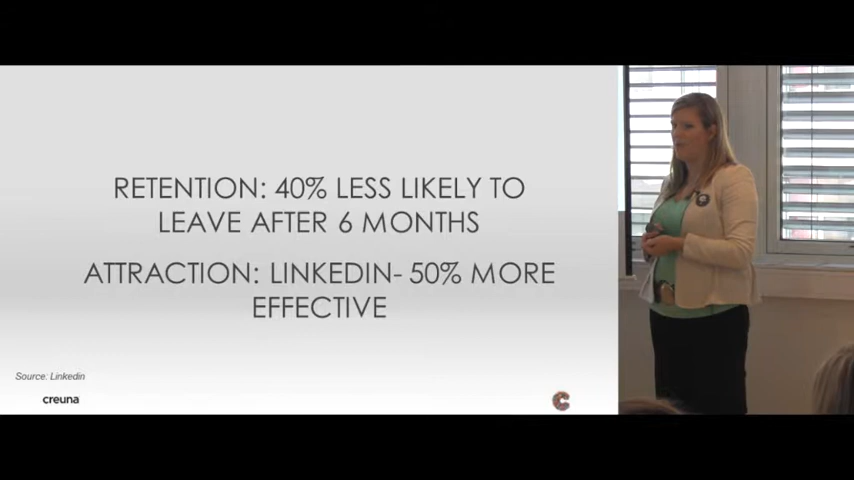 RETENTION: 40% LESS LIKELY TO
LEAVE AFTER 6 MONTHS
ATTRACTION: LINKEDIN- 50% MORE
EFFECTIVE
Source: Linkedin
creuna
C